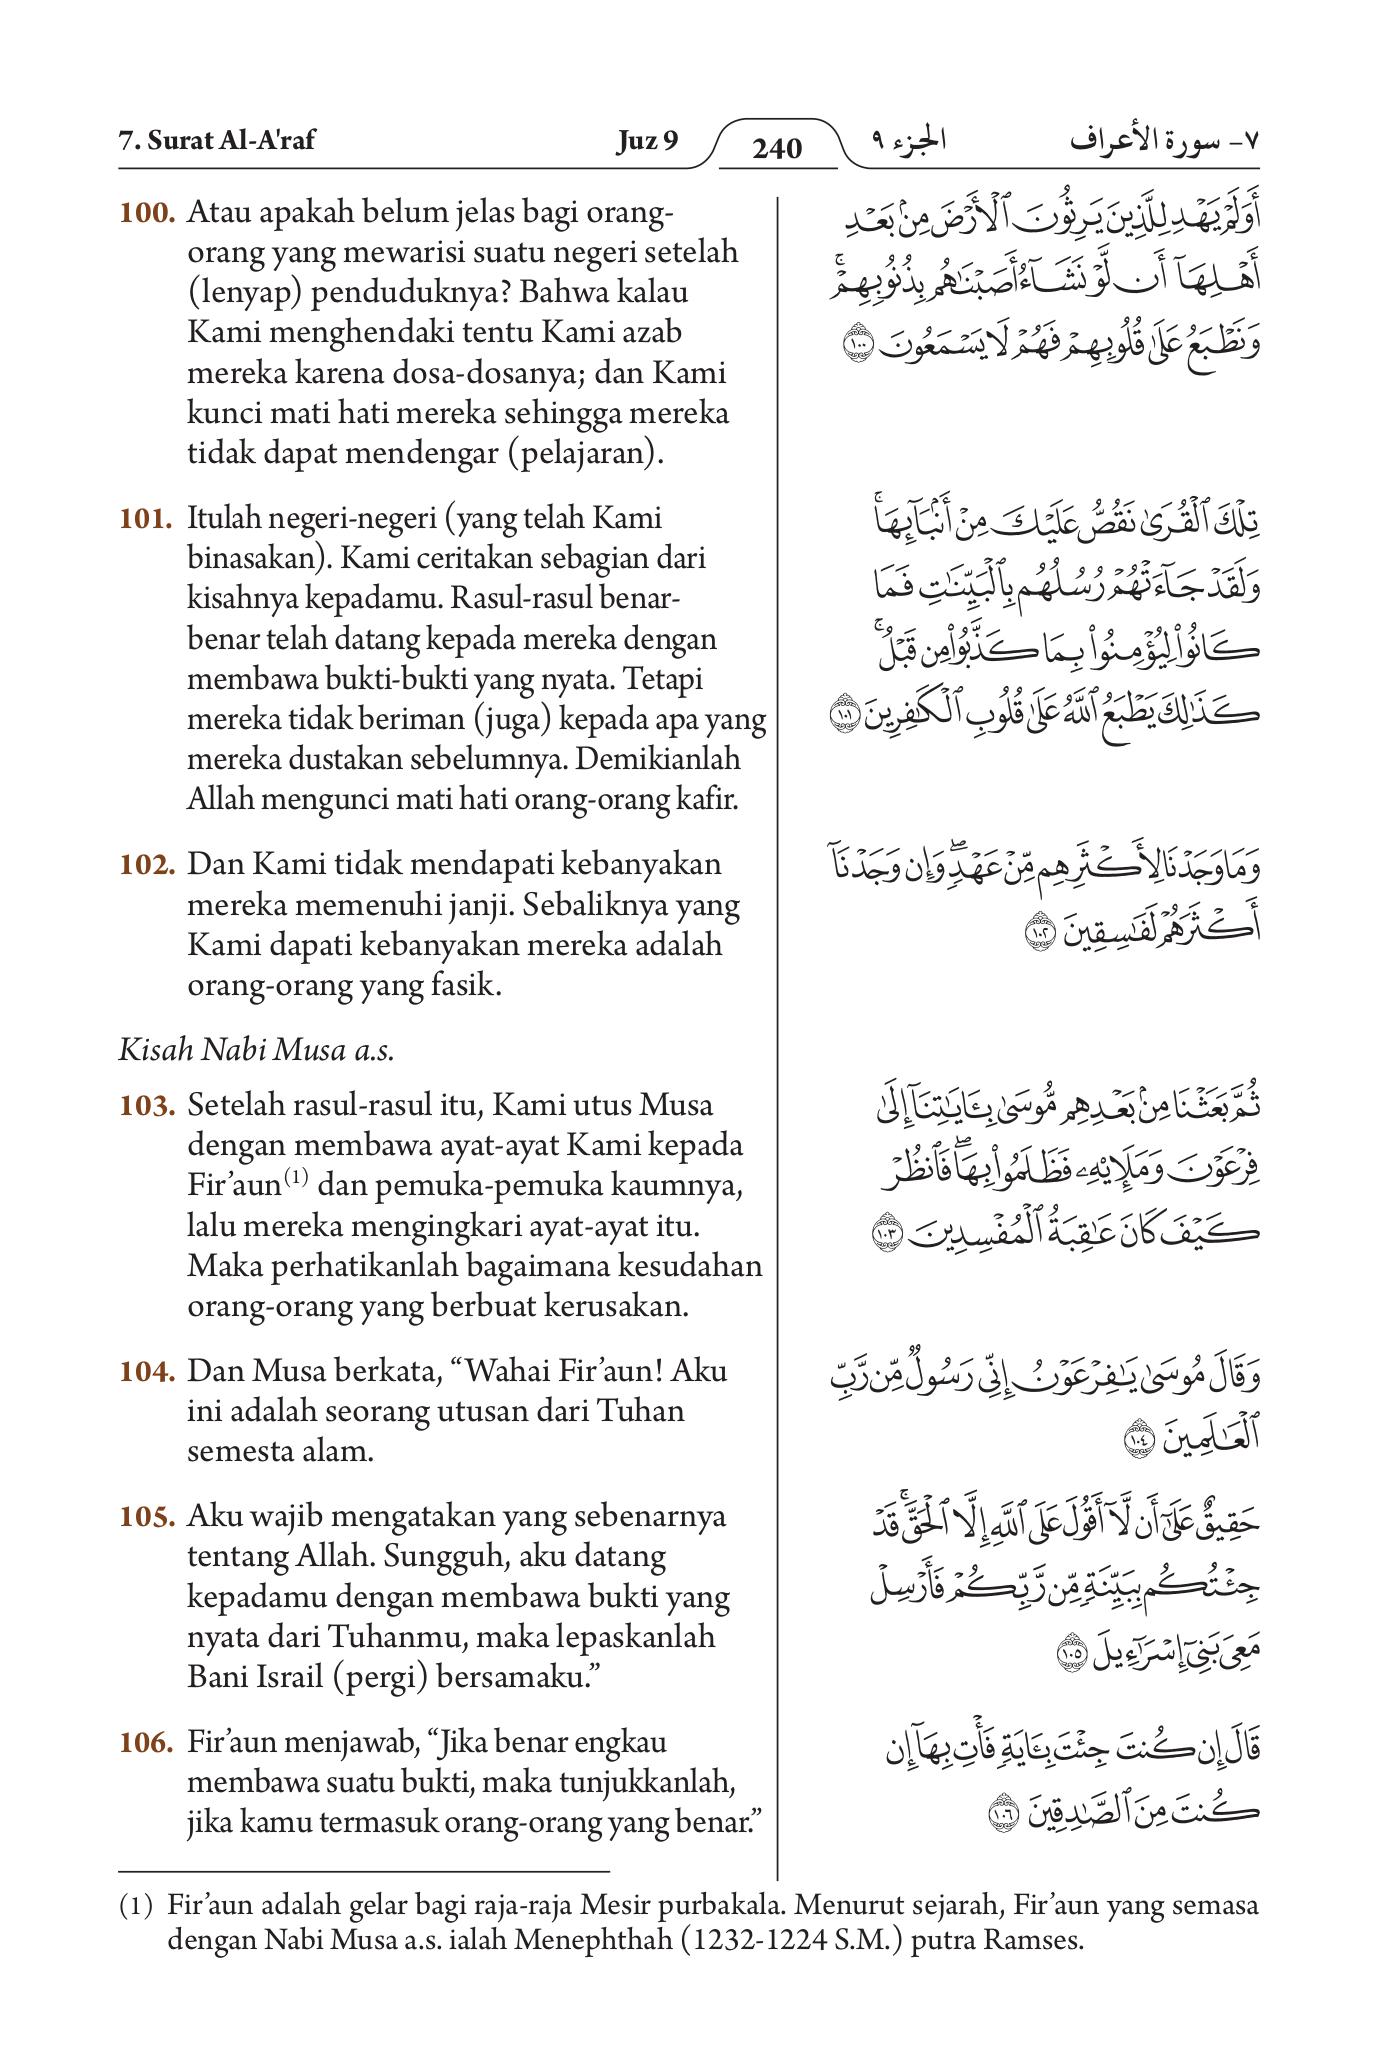 7. Surat Al-A'raf
Juz 9
240
الجزء ٩
٧- سورة الأعراف
100. Atau apakah belum jelas bagi orang-
orang yang mewarisi suatu negeri setelah
(lenyap) penduduknya? Bahwa kalau
Kami menghendaki tentu Kami azab
mereka karena dosa-dosanya; dan Kami
kunci mati hati mereka sehingga mereka
tidak dapat mendengar (pelajaran).
أَوَلَمْ يَهْدِ لِلَّذِينَ يَرِثُونَ ٱلْأَرْضَ مِنۢ بَعْدِ
أَهْلِهَآ أَن لَّوْ نَشَآءُ أَصَبْنَٰهُم بِذُنُوبِهِمْ ۚ
وَنَطْبَعُ عَلَىٰ قُلُوبِهِمْ فَهُمْ لَا يَسْمَعُونَ ١٠٠
101. Itulah negeri-negeri (yang telah Kami
binasakan). Kami ceritakan sebagian dari
kisahnya kepadamu. Rasul-rasul benar-
benar telah datang kepada mereka dengan
membawa bukti-bukti yang nyata. Tetapi
mereka tidak beriman (juga) kepada apa yang
mereka dustakan sebelumnya. Demikianlah
Allah mengunci mati hati orang-orang kafir.
تِلْكَ ٱلْقُرَىٰ نَقُصُّ عَلَيْكَ مِنْ أَنۢبَآئِهَا ۚ
وَلَقَدْ جَآءَتْهُمْ رُسُلُهُم بِٱلْبَيِّنَٰتِ فَمَا
كَانُوا۟ لِيُؤْمِنُوا۟ بِمَا كَذَّبُوا۟ مِن قَبْلُ ۚ
كَذَٰلِكَ يَطْبَعُ ٱللَّهُ عَلَىٰ قُلُوبِ ٱلْكَٰفِرِينَ ١٠١
102. Dan Kami tidak mendapati kebanyakan
mereka memenuhi janji. Sebaliknya yang
Kami dapati kebanyakan mereka adalah
orang-orang yang fasik.
وَمَا وَجَدْنَا لِأَكْثَرِهِم مِّنْ عَهْدٍ ۖ وَإِن وَجَدْنَآ
أَكْثَرَهُمْ لَفَٰسِقِينَ ١٠٢
Kisah Nabi Musa a.s.
103. Setelah rasul-rasul itu, Kami utus Musa
dengan membawa ayat-ayat Kami kepada
Fir’aun(1) dan pemuka-pemuka kaumnya,
lalu mereka mengingkari ayat-ayat itu.
Maka perhatikanlah bagaimana kesudahan
orang-orang yang berbuat kerusakan.
ثُمَّ بَعَثْنَا مِنۢ بَعْدِهِم مُّوسَىٰ بِـَٔايَٰتِنَآ إِلَىٰ
فِرْعَوْنَ وَمَلَإِي۟هِۦ فَظَلَمُوا۟ بِهَا ۖ فَٱنظُرْ
كَيْفَ كَانَ عَٰقِبَةُ ٱلْمُفْسِدِينَ ١٠٣
104. Dan Musa berkata, “Wahai Fir’aun! Aku
ini adalah seorang utusan dari Tuhan
semesta alam.
وَقَالَ مُوسَىٰ يَٰفِرْعَوْنُ إِنِّى رَسُولٌ مِّن رَّبِّ
ٱلْعَٰلَمِينَ ١٠٤
105. Aku wajib mengatakan yang sebenarnya
tentang Allah. Sungguh, aku datang
kepadamu dengan membawa bukti yang
nyata dari Tuhanmu, maka lepaskanlah
Bani Israil (pergi) bersamaku.”
حَقِيقٌ عَلَىٰٓ أَن لَّآ أَقُولَ عَلَى ٱللَّهِ إِلَّا ٱلْحَقَّ ۚ قَدْ
جِئْتُكُم بِبَيِّنَةٍ مِّن رَّبِّكُمْ فَأَرْسِلْ
مَعِىَ بَنِىٓ إِسْرَٰٓءِيلَ ١٠٥
106. Fir’aun menjawab, “Jika benar engkau
membawa suatu bukti, maka tunjukkanlah,
jika kamu termasuk orang-orang yang benar.”
قَالَ إِن كُنتَ جِئْتَ بِـَٔايَةٍ فَأْتِ بِهَآ إِن
كُنتَ مِنَ ٱلصَّٰدِقِينَ ١٠٦
(1) Fir’aun adalah gelar bagi raja-raja Mesir purbakala. Menurut sejarah, Fir’aun yang semasa
dengan Nabi Musa a.s. ialah Menephthah (1232-1224 S.M.) putra Ramses.